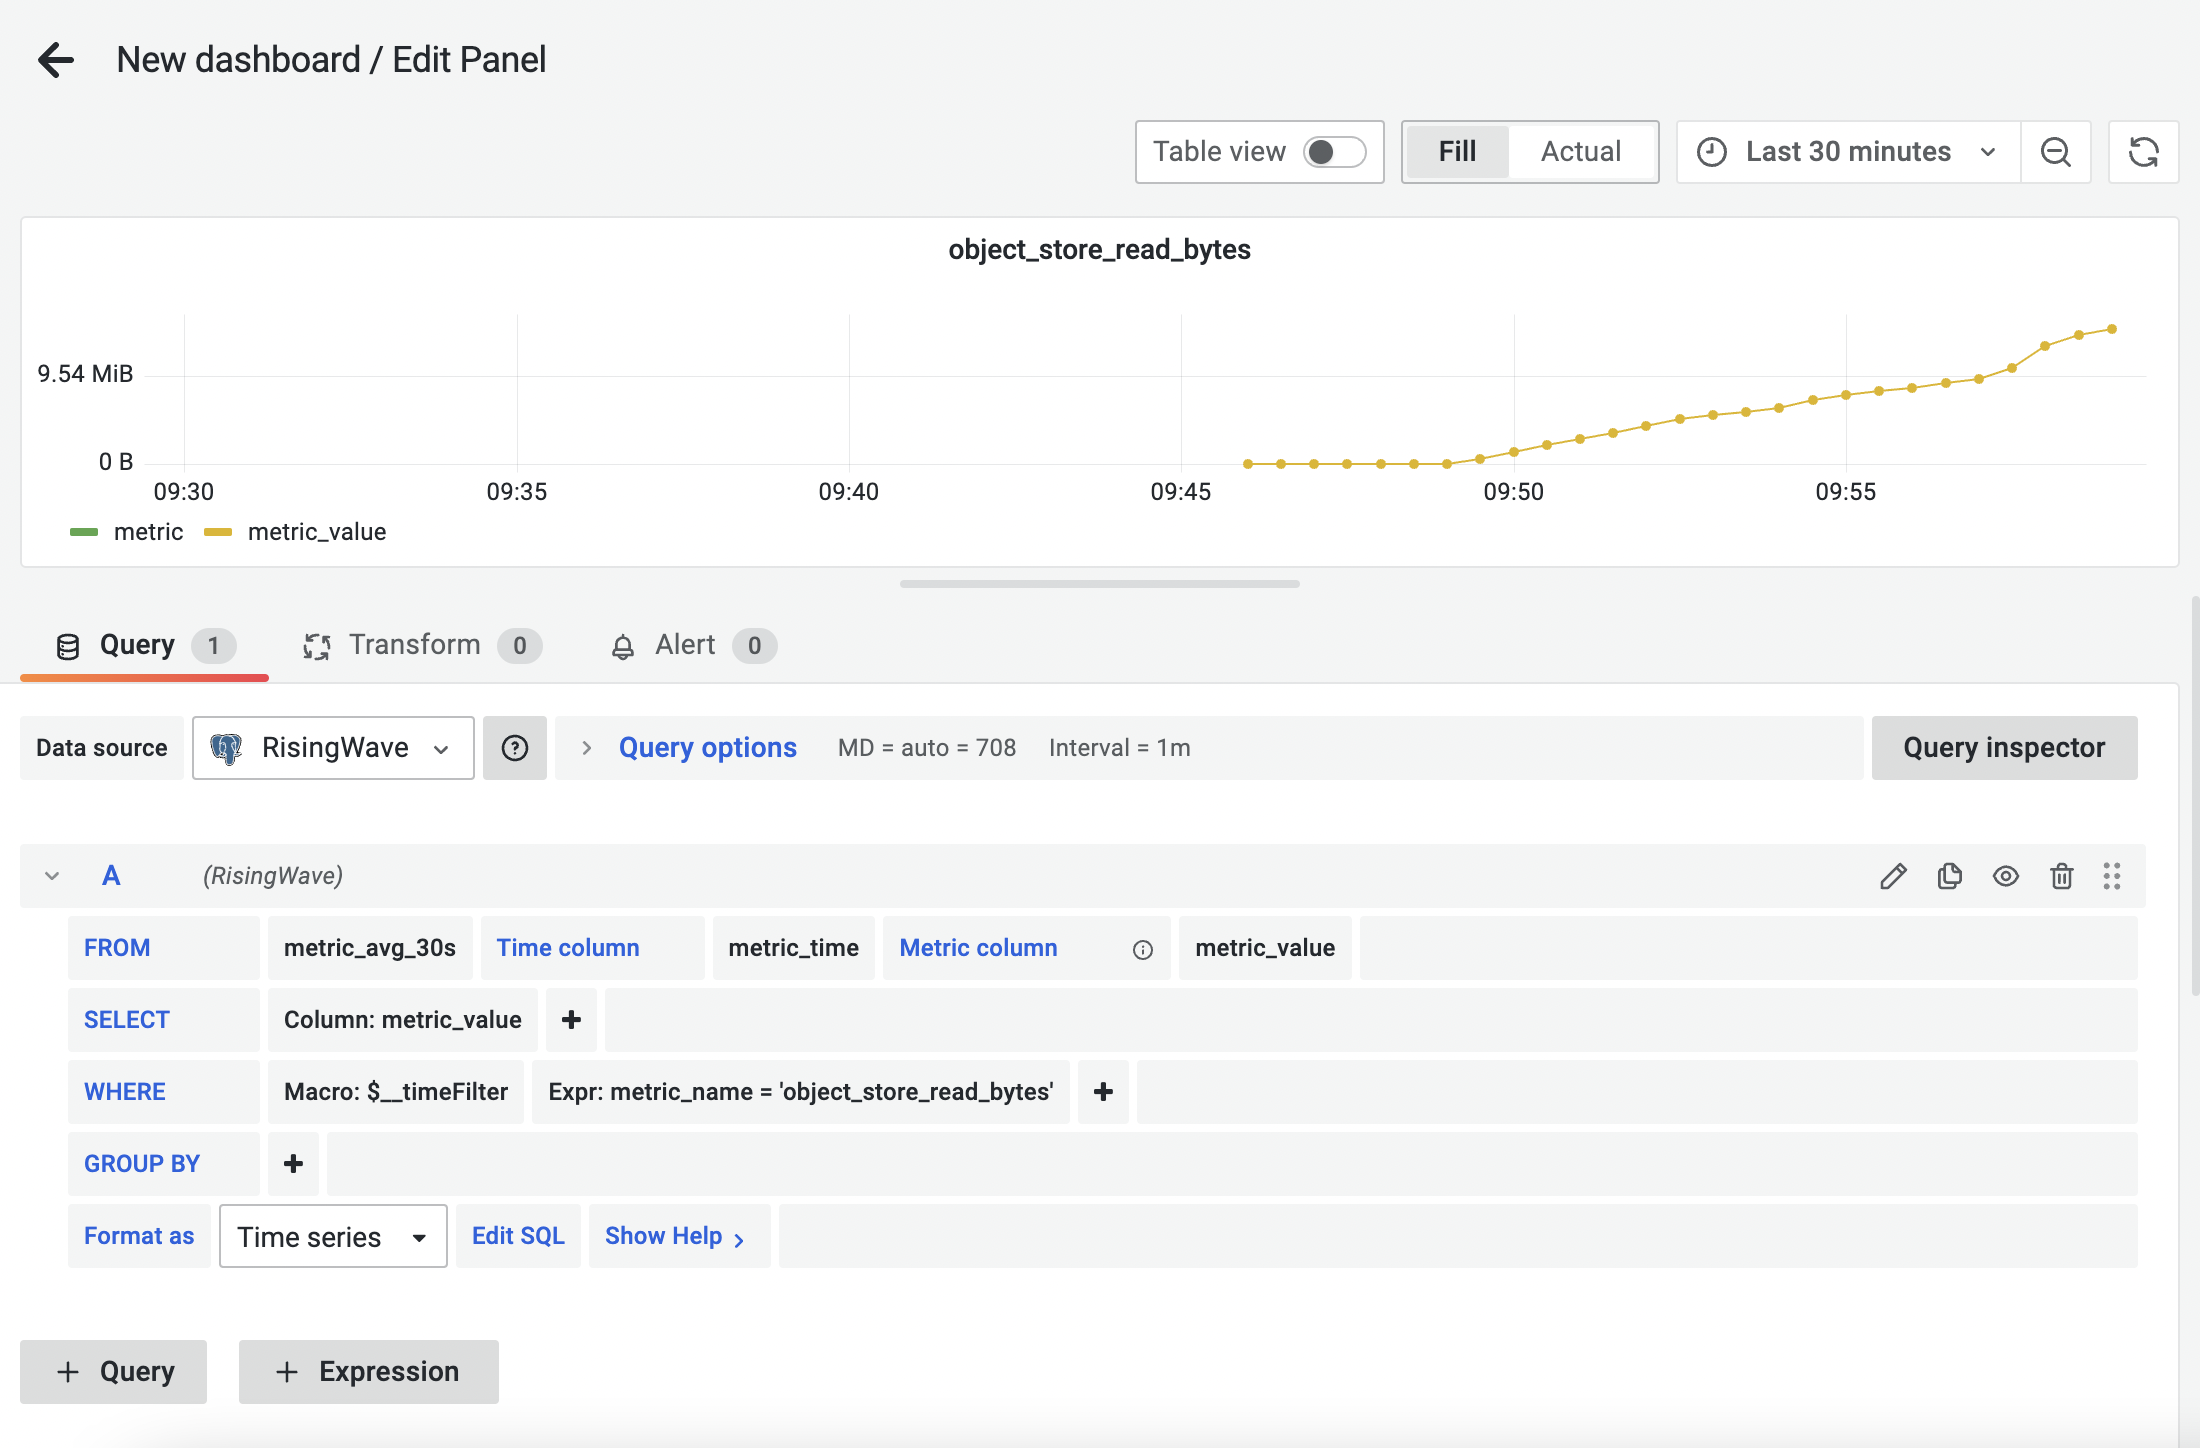 New dashboard / Edit Panel
Table view Fill Actual Last 30 minutes
object_store_read_bytes
9.54 MiB
0 B
09:30 09:35 09:40 09:45 09:50 09:55
metric metric_value
Query 1 Transform 0 Alert 0
Data source RisingWave Query options MD = auto = 708 Interval = 1m Query inspector
A (RisingWave)
FROM metric_avg_30s Time column metric_time Metric column metric_value
SELECT Column: metric_value +
WHERE Macro: $__timeFilter Expr: metric_name = 'object_store_read_bytes' +
GROUP BY +
Format as Time series Edit SQL Show Help >
+ Query + Expression